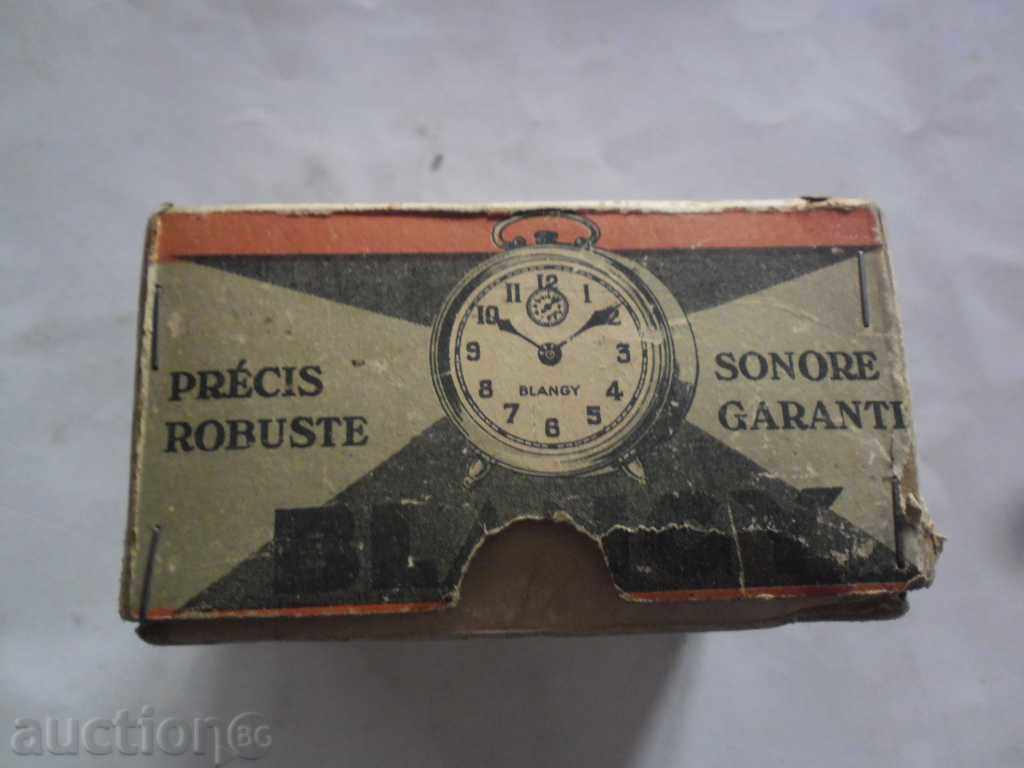 PRÉCIS
ROBUSTE
SONORE
GARANTI
11 12 1
10 2
9 3
8 4
7 6 5
BLANGY
auction BG